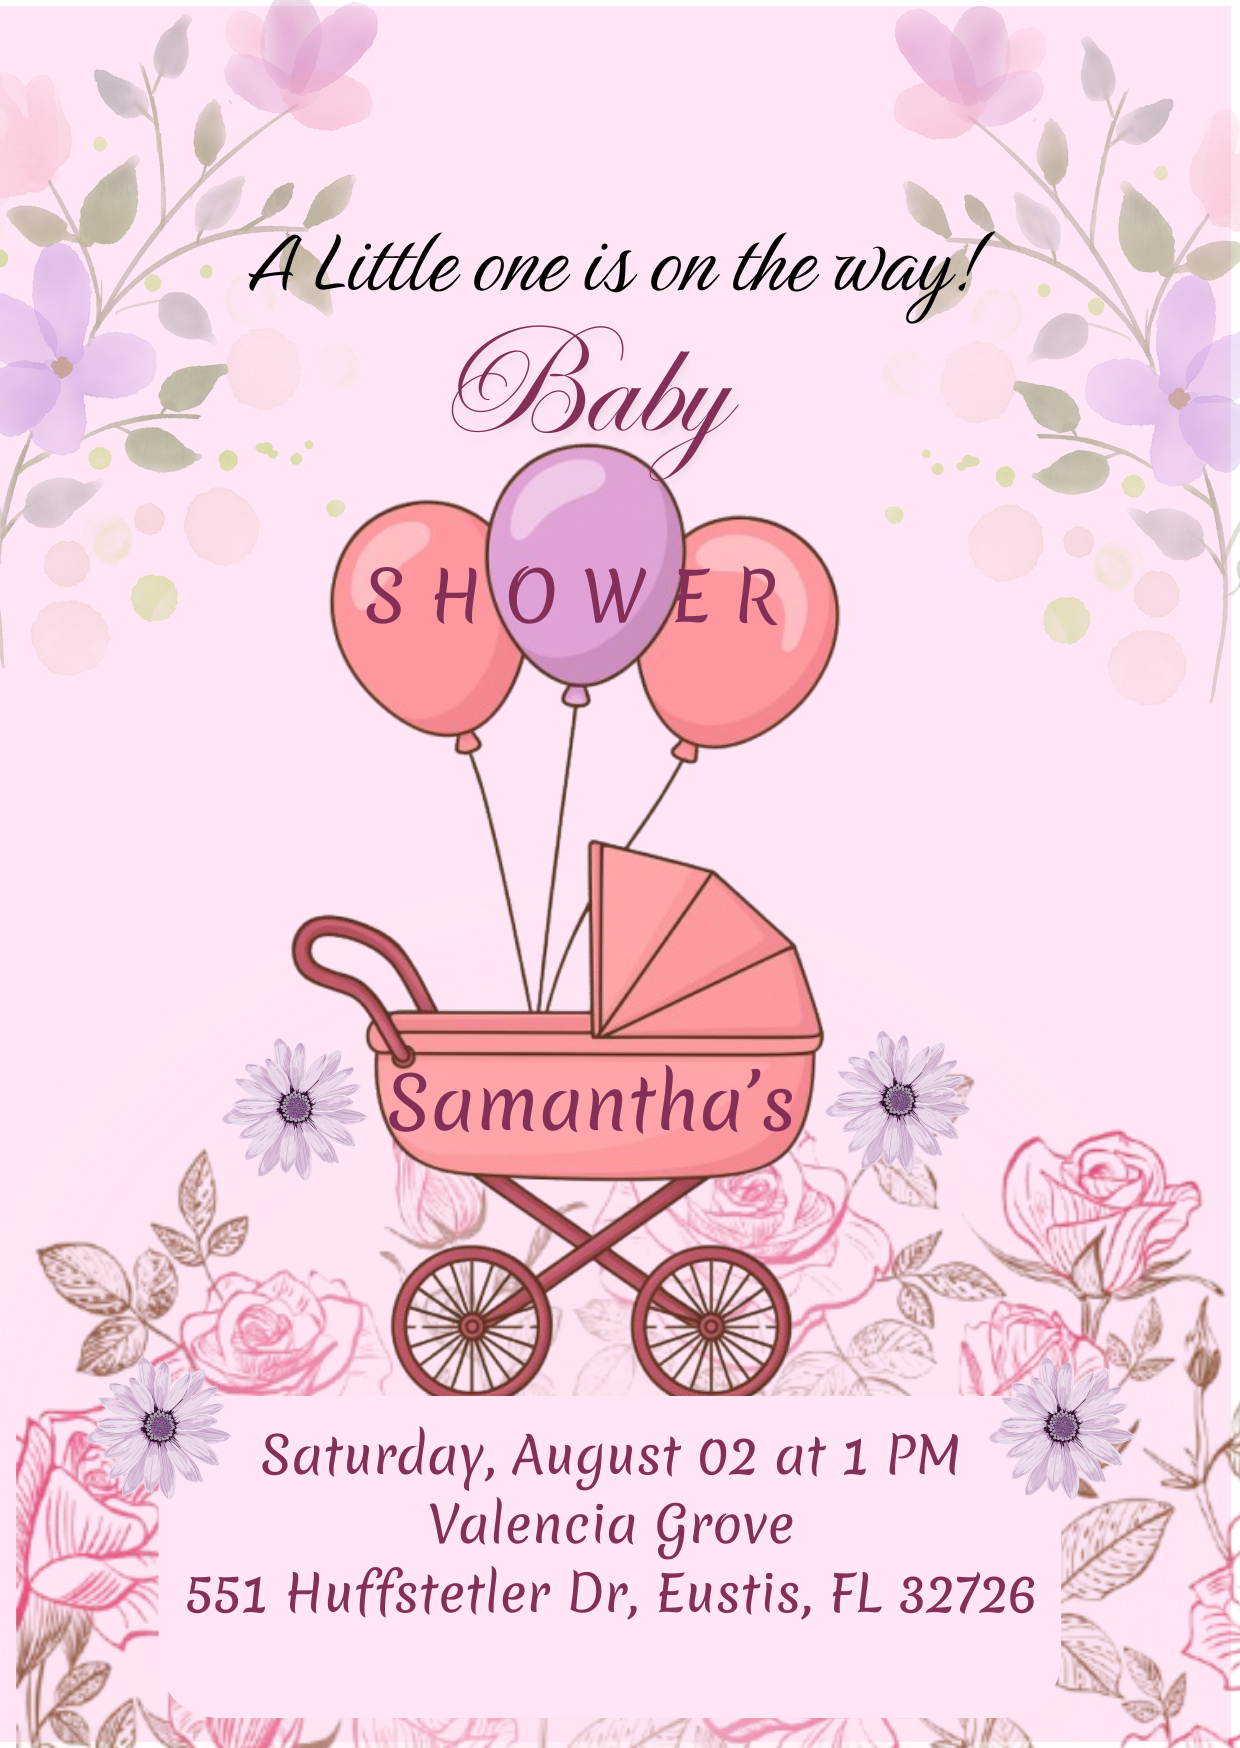 A Little one is on the way!
Baby
SHOWER
Samantha's
Saturday, August 02 at 1 PM
Valencia Grove
551 Huffstetler Dr, Eustis, FL 32726